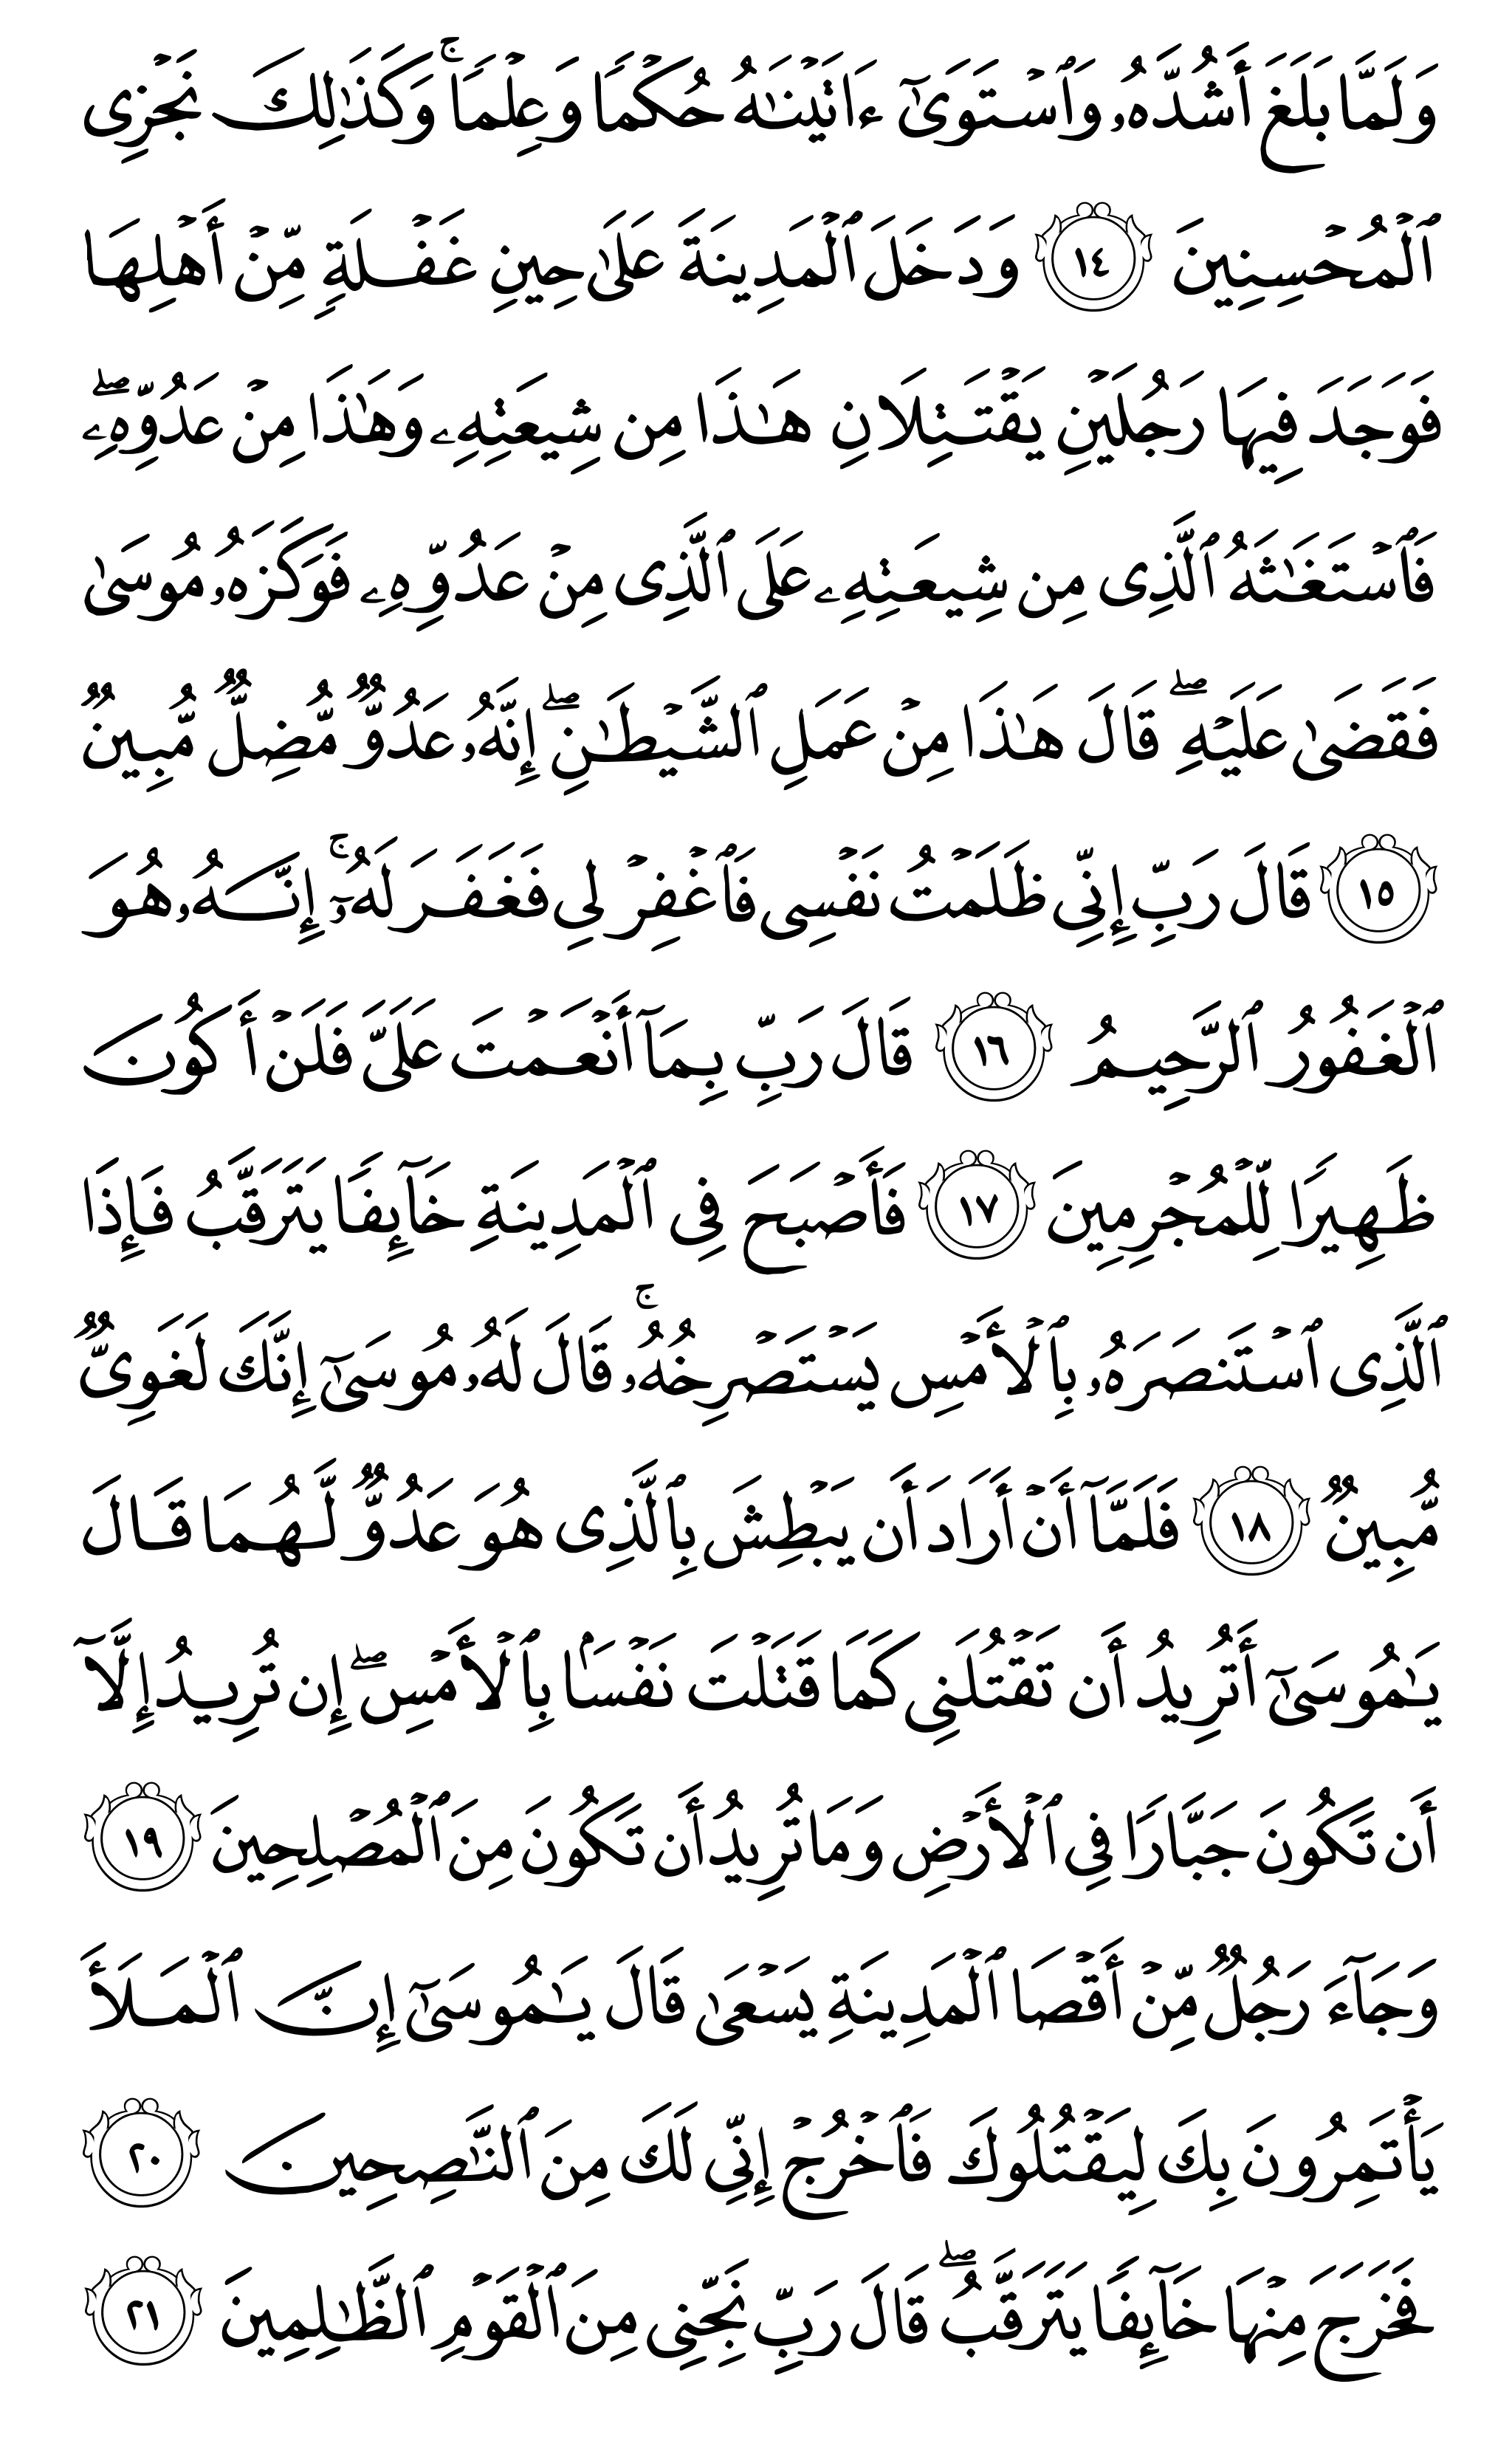 وَلَمَّا بَلَغَ أَشُدَّهُۥ وَٱسۡتَوَىٰٓ ءَاتَيۡنَٰهُ حُكۡمٗا وَعِلۡمٗاۚ وَكَذَٰلِكَ نَجۡزِي
ٱلۡمُحۡسِنِينَ ١٤ وَدَخَلَ ٱلۡمَدِينَةَ عَلَىٰ حِينِ غَفۡلَةٖ مِّنۡ أَهۡلِهَا
فَوَجَدَ فِيهَا رَجُلَيۡنِ يَقۡتَتِلَانِ هَٰذَا مِن شِيعَتِهِۦ وَهَٰذَا مِنۡ عَدُوِّهِۦۖ
فَٱسۡتَغَٰثَهُ ٱلَّذِي مِن شِيعَتِهِۦ عَلَى ٱلَّذِي مِنۡ عَدُوِّهِۦ فَوَكَزَهُۥ مُوسَىٰ
فَقَضَىٰ عَلَيۡهِۖ قَالَ هَٰذَا مِنۡ عَمَلِ ٱلشَّيۡطَٰنِۖ إِنَّهُۥ عَدُوّٞ مُّضِلّٞ مُّبِينٞ
١٥ قَالَ رَبِّ إِنِّي ظَلَمۡتُ نَفۡسِي فَٱغۡفِرۡ لِي فَغَفَرَ لَهُۥٓۚ إِنَّهُۥ هُوَ
ٱلۡغَفُورُ ٱلرَّحِيمُ ١٦ قَالَ رَبِّ بِمَآ أَنۡعَمۡتَ عَلَيَّ فَلَنۡ أَكُونَ
ظَهِيرٗا لِّلۡمُجۡرِمِينَ ١٧ فَأَصۡبَحَ فِي ٱلۡمَدِينَةِ خَآئِفٗا يَتَرَقَّبُ فَإِذَا
ٱلَّذِي ٱسۡتَنصَرَهُۥ بِٱلۡأَمۡسِ يَسۡتَصۡرِخُهُۥۚ قَالَ لَهُۥ مُوسَىٰٓ إِنَّكَ لَغَوِيّٞ
مُّبِينٞ ١٨ فَلَمَّآ أَنۡ أَرَادَ أَن يَبۡطِشَ بِٱلَّذِي هُوَ عَدُوّٞ لَّهُمَا قَالَ
يَٰمُوسَىٰٓ أَتُرِيدُ أَن تَقۡتُلَنِي كَمَا قَتَلۡتَ نَفۡسَۢا بِٱلۡأَمۡسِۖ إِن تُرِيدُ إِلَّآ
أَن تَكُونَ جَبَّارٗا فِي ٱلۡأَرۡضِ وَمَا تُرِيدُ أَن تَكُونَ مِنَ ٱلۡمُصۡلِحِينَ ١٩
وَجَآءَ رَجُلٞ مِّنۡ أَقۡصَا ٱلۡمَدِينَةِ يَسۡعَىٰ قَالَ يَٰمُوسَىٰٓ إِنَّ ٱلۡمَلَأَ
يَأۡتَمِرُونَ بِكَ لِيَقۡتُلُوكَ فَٱخۡرُجۡ إِنِّي لَكَ مِنَ ٱلنَّٰصِحِينَ ٢٠
فَخَرَجَ مِنۡهَا خَآئِفٗا يَتَرَقَّبُۖ قَالَ رَبِّ نَجِّنِي مِنَ ٱلۡقَوۡمِ ٱلظَّٰلِمِينَ ٢١